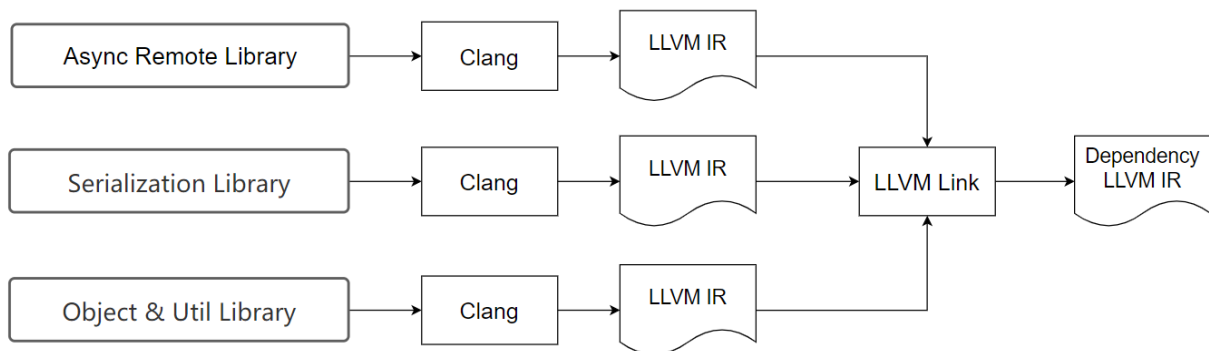 Async Remote Library
Clang
LLVM IR
Serialization Library
Clang
LLVM IR
LLVM Link
Dependency
LLVM IR
Object & Util Library
Clang
LLVM IR